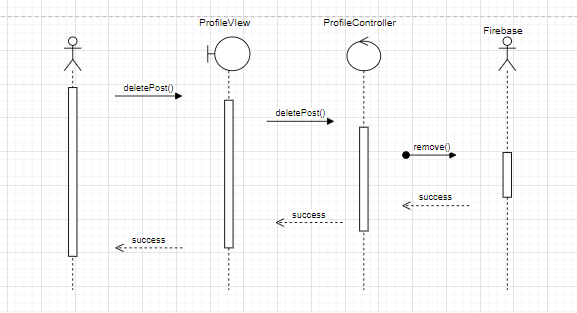 ProfileVIew
ProfileController
Firebase
deletePost()
deletePost()
remove()
success
success
success